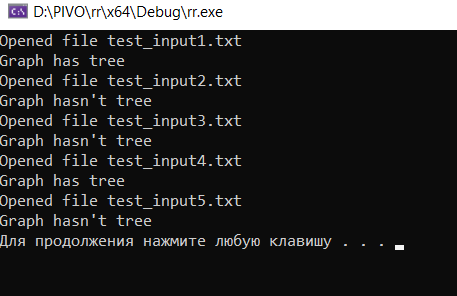 D:\PIVO\rr\x64\Debug\rr.exe
Opened file test_input1.txt
Graph has tree
Opened file test_input2.txt
Graph hasn't tree
Opened file test_input3.txt
Graph hasn't tree
Opened file test_input4.txt
Graph has tree
Opened file test_input5.txt
Graph hasn't tree
Для продолжения нажмите любую клавишу . . .